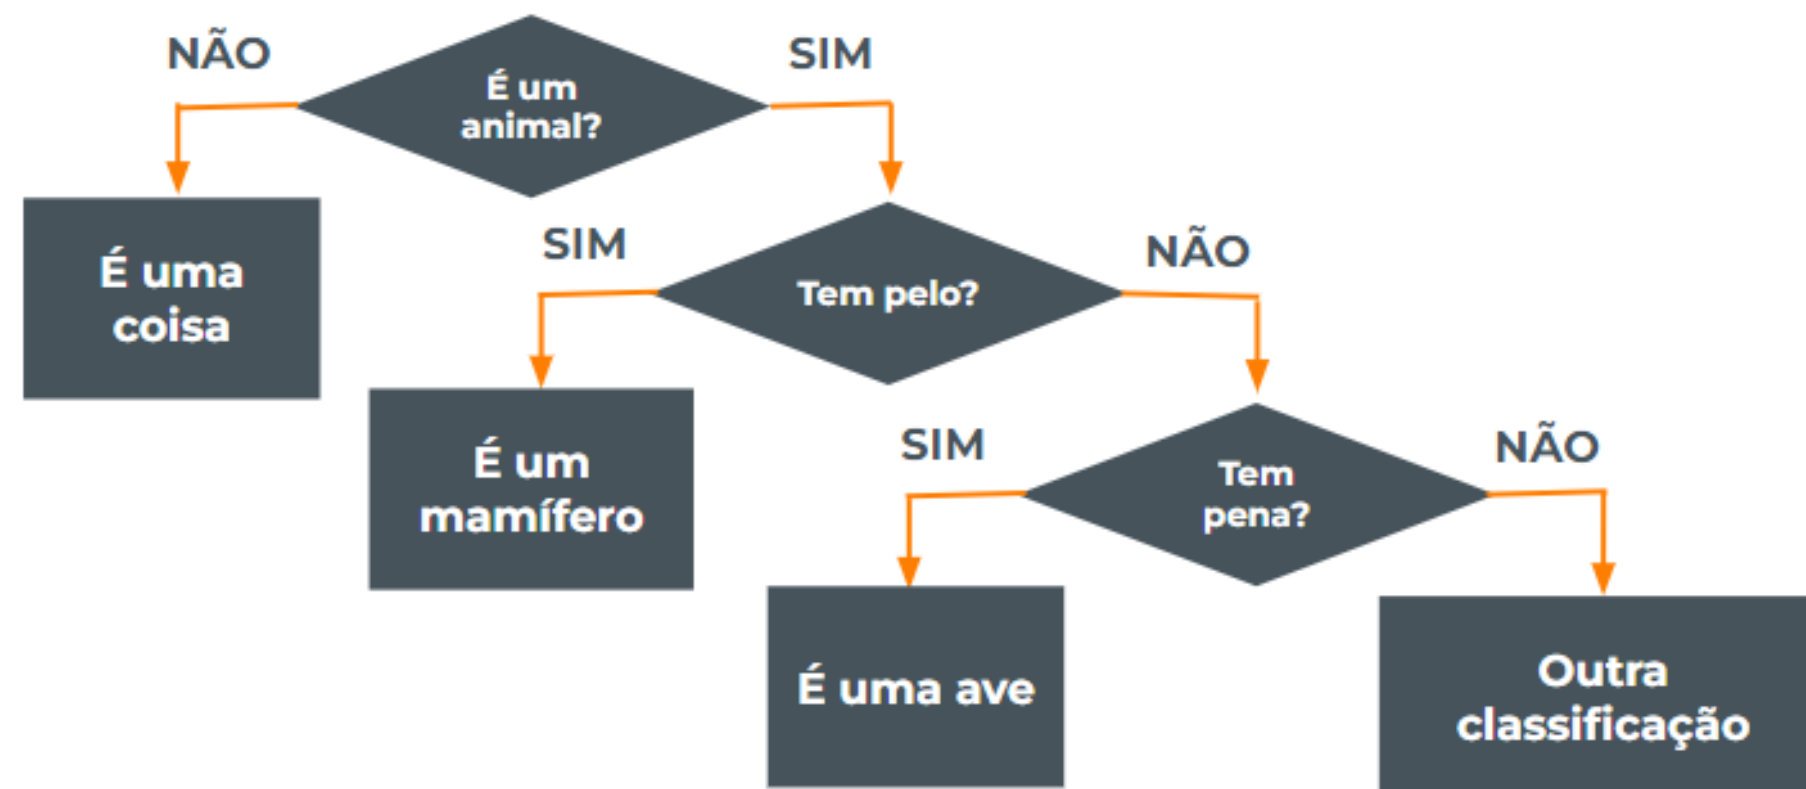 NÃO
É um
animal?
SIM
É uma
coisa
SIM
Tem pelo?
NÃO
É um
mamífero
SIM
Tem
pena?
NÃO
É uma ave
Outra
classificação